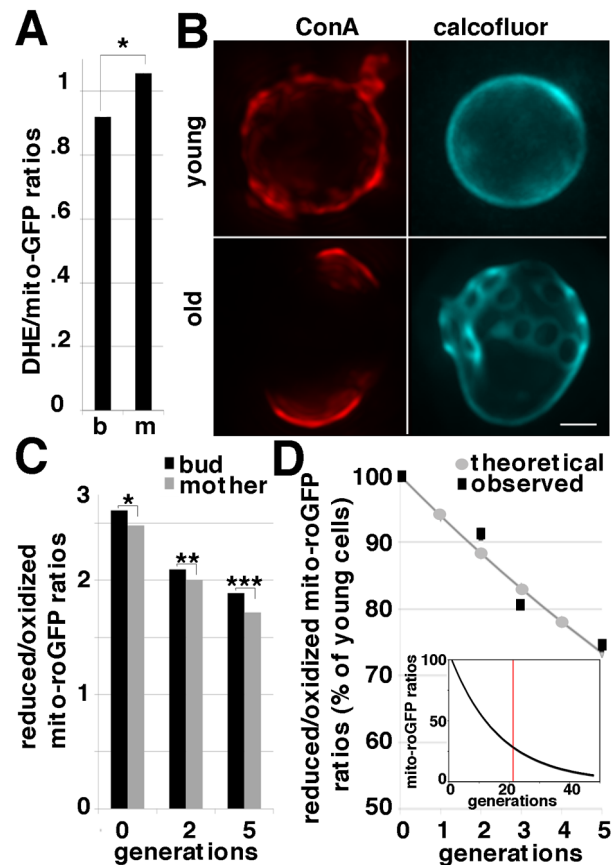 A
*
1
.8
.6
.4
.2
0
DHE/mito-GFP ratios
b m
B
ConA calcofluor
young
old
C
bud
mother
3
2
1
0
reduced/oxidized
mito-roGFP ratios
*
**
***
0 2 5
generations
D
theoretical
observed
100
90
80
70
60
50
reduced/oxidized mito-roGFP
ratios (% of young cells)
0 1 2 3 4 5
generations
mito-roGFP ratios
100
50
0
0 20 40
generations